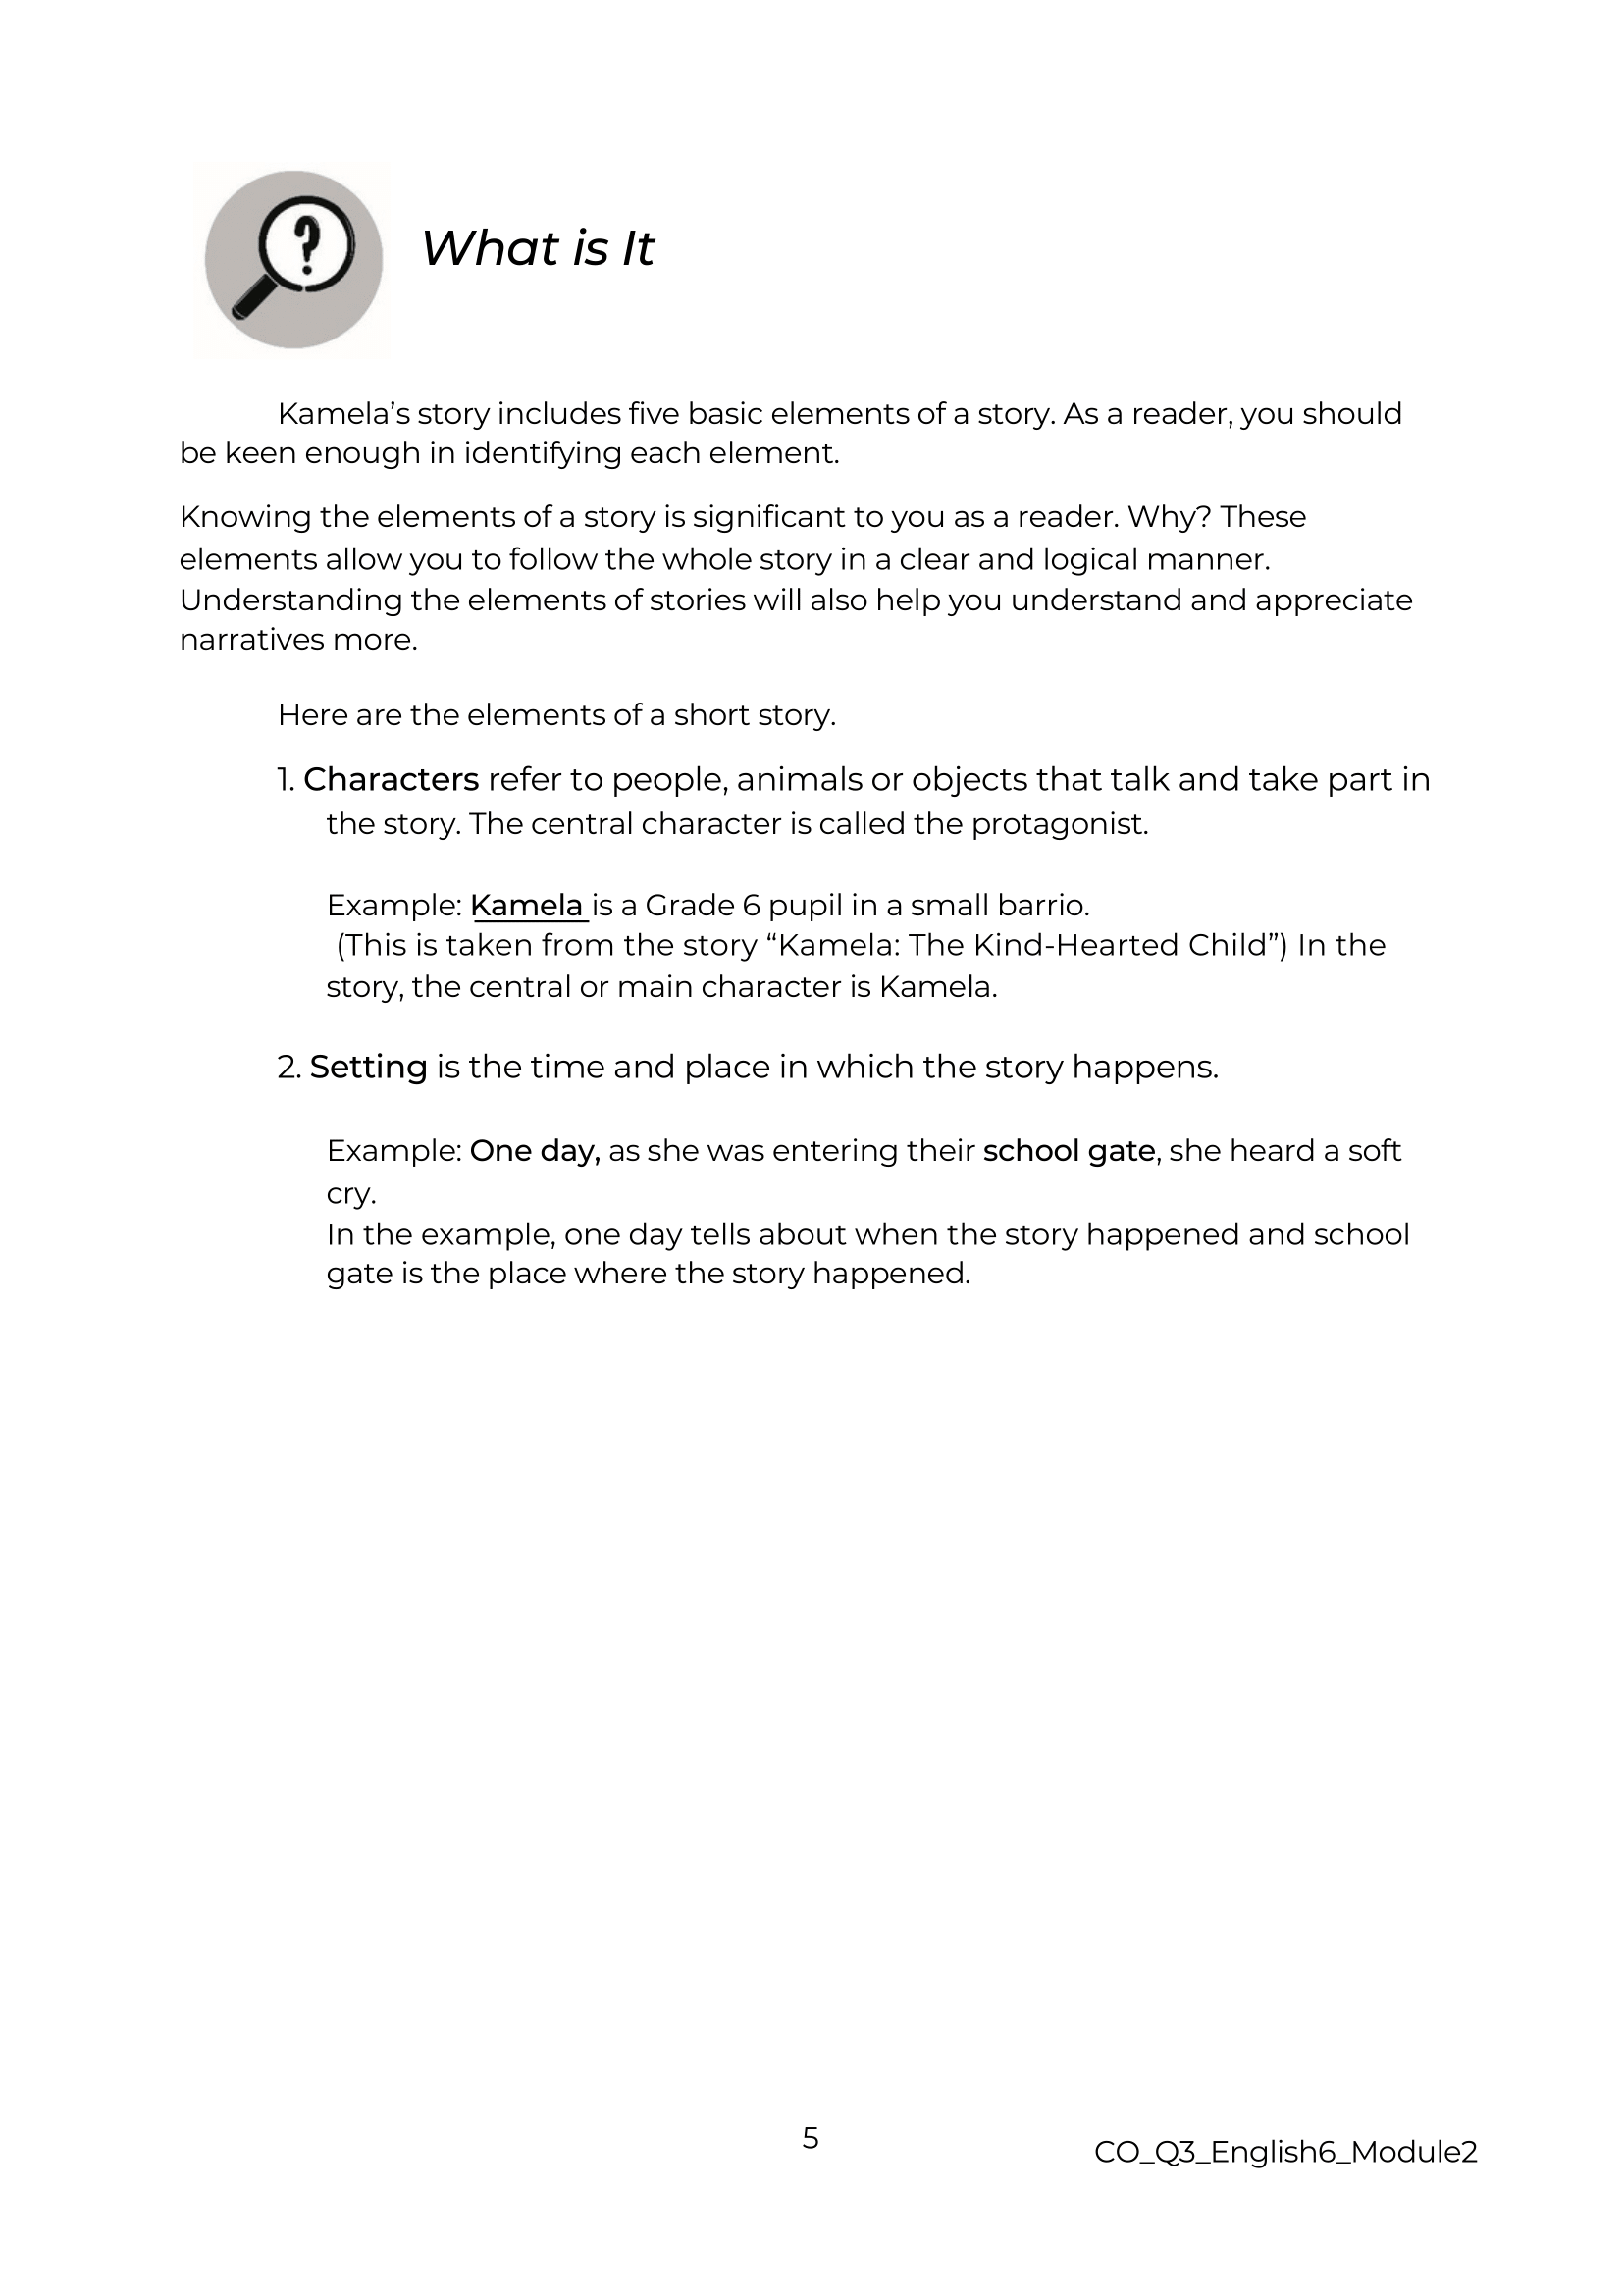 ?
What is It
Kamela’s story includes five basic elements of a story. As a reader, you should
be keen enough in identifying each element.
Knowing the elements of a story is significant to you as a reader. Why? These
elements allow you to follow the whole story in a clear and logical manner.
Understanding the elements of stories will also help you understand and appreciate
narratives more.
Here are the elements of a short story.
1. Characters refer to people, animals or objects that talk and take part in
the story. The central character is called the protagonist.
Example: Kamela is a Grade 6 pupil in a small barrio.
(This is taken from the story “Kamela: The Kind-Hearted Child”) In the
story, the central or main character is Kamela.
2. Setting is the time and place in which the story happens.
Example: One day, as she was entering their school gate, she heard a soft
cry.
In the example, one day tells about when the story happened and school
gate is the place where the story happened.
5
CO_Q3_English6_Module2